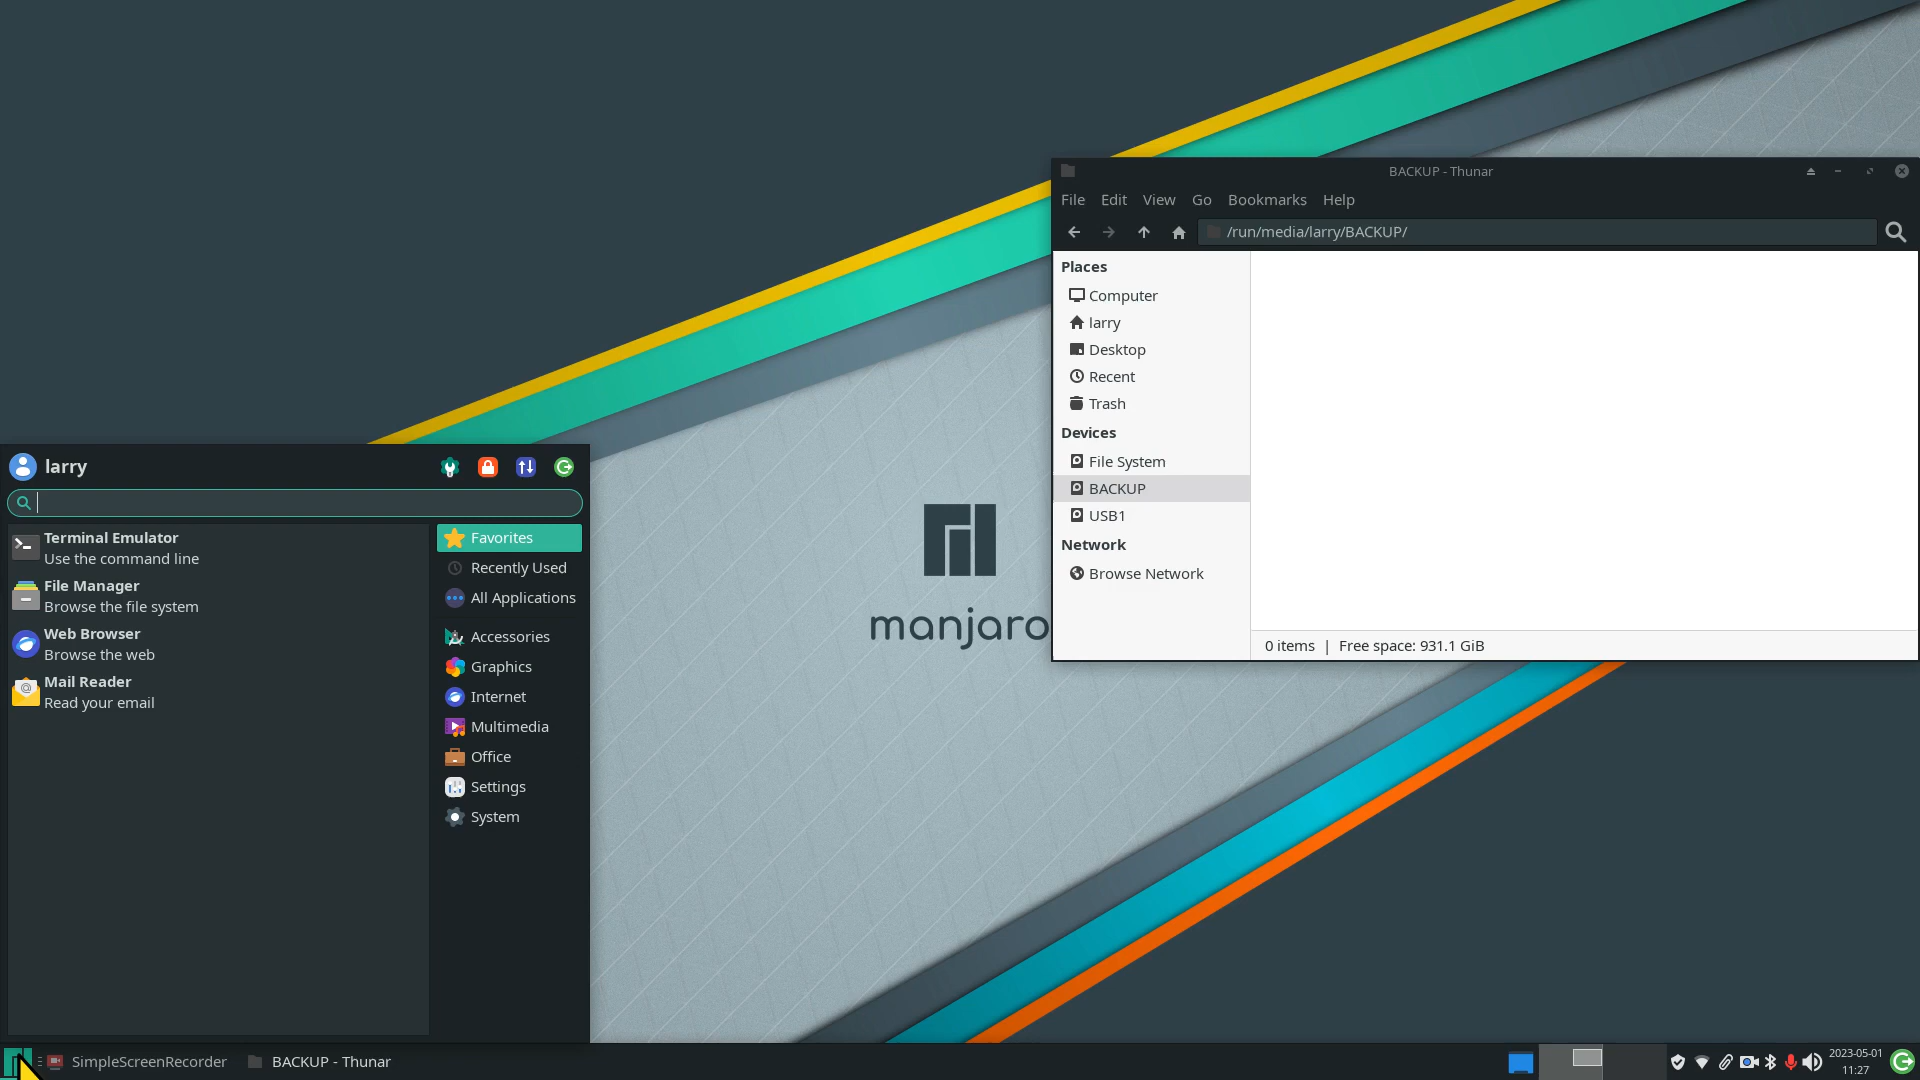 BACKUP - Thunar
File Edit View Go Bookmarks Help
/run/media/larry/BACKUP/
Places
Computer
larry
Desktop
Recent
Trash
Devices
File System
BACKUP
USB1
Network
Browse Network
0 items | Free space: 931.1 GiB
manjaro
larry
Terminal Emulator
Use the command line
File Manager
Browse the file system
Web Browser
Browse the web
Mail Reader
Read your email
Favorites
Recently Used
All Applications
Accessories
Graphics
Internet
Multimedia
Office
Settings
System
SimpleScreenRecorder
BACKUP - Thunar
2023-05-01
11:27